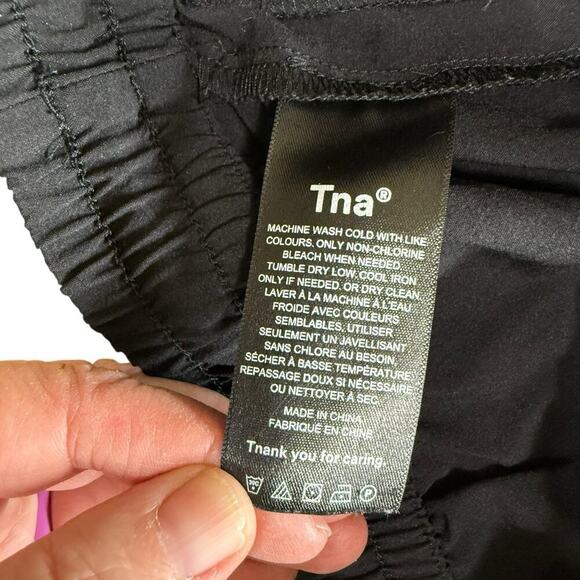 Tna®
MACHINE WASH COLD WITH LIKE
COLOURS. ONLY NON-CHLORINE
BLEACH WHEN NEEDED.
TUMBLE DRY LOW. COOL IRON
ONLY IF NEEDED. OR DRY CLEAN.
LAVER À LA MACHINE À L'EAU
FROIDE AVEC COULEURS
SEMBLABLES. UTILISER
SEULEMENT UN JAVELLISANT
SANS CHLORE AU BESOIN.
SÉCHER À BASSE TEMPÉRATURE.
REPASSAGE DOUX SI NÉCESSAIRE
OU NETTOYER À SEC.
MADE IN CHINA
FABRIQUÉ EN CHINE
Tnank you for caring.